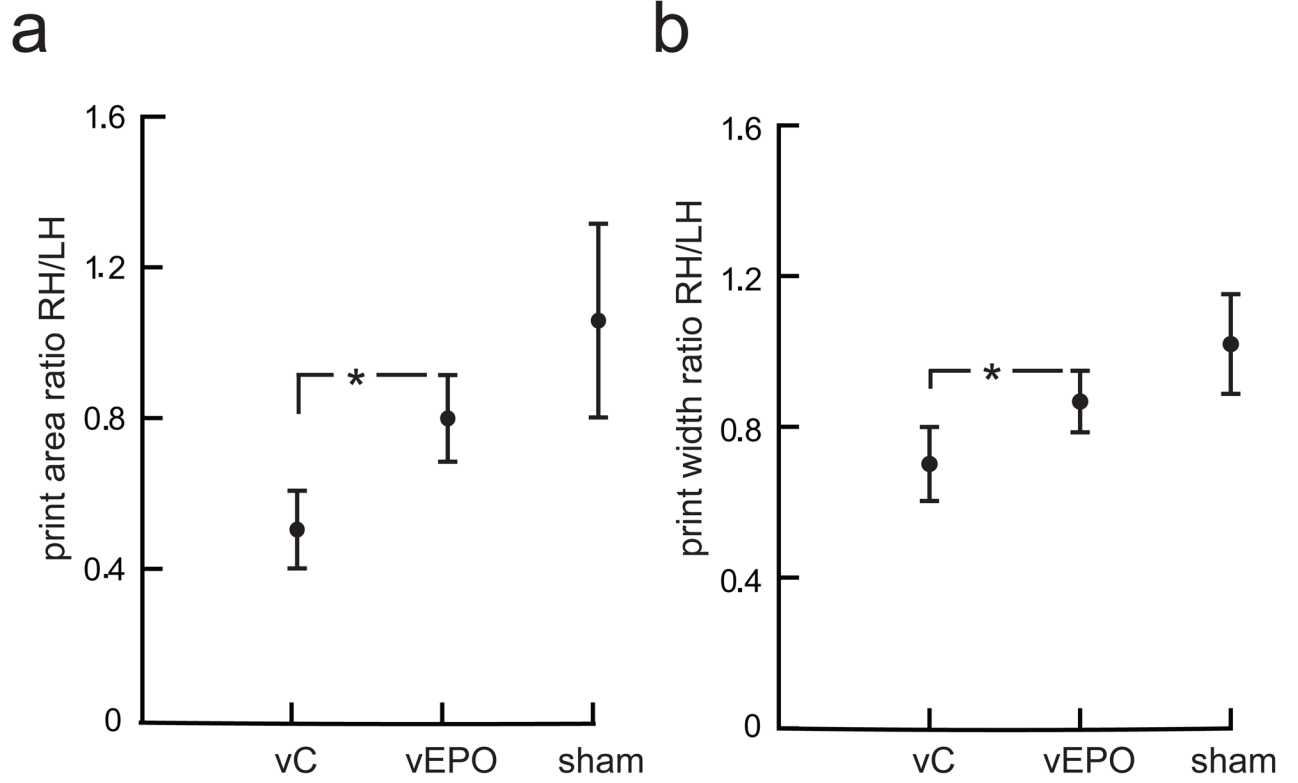 a
print area ratio RH/LH
1.6
1.2
0.8
0.4
0
*
vC vEPO sham
b
print width ratio RH/LH
1.6
1.2
0.8
0.4
0
*
vC vEPO sham